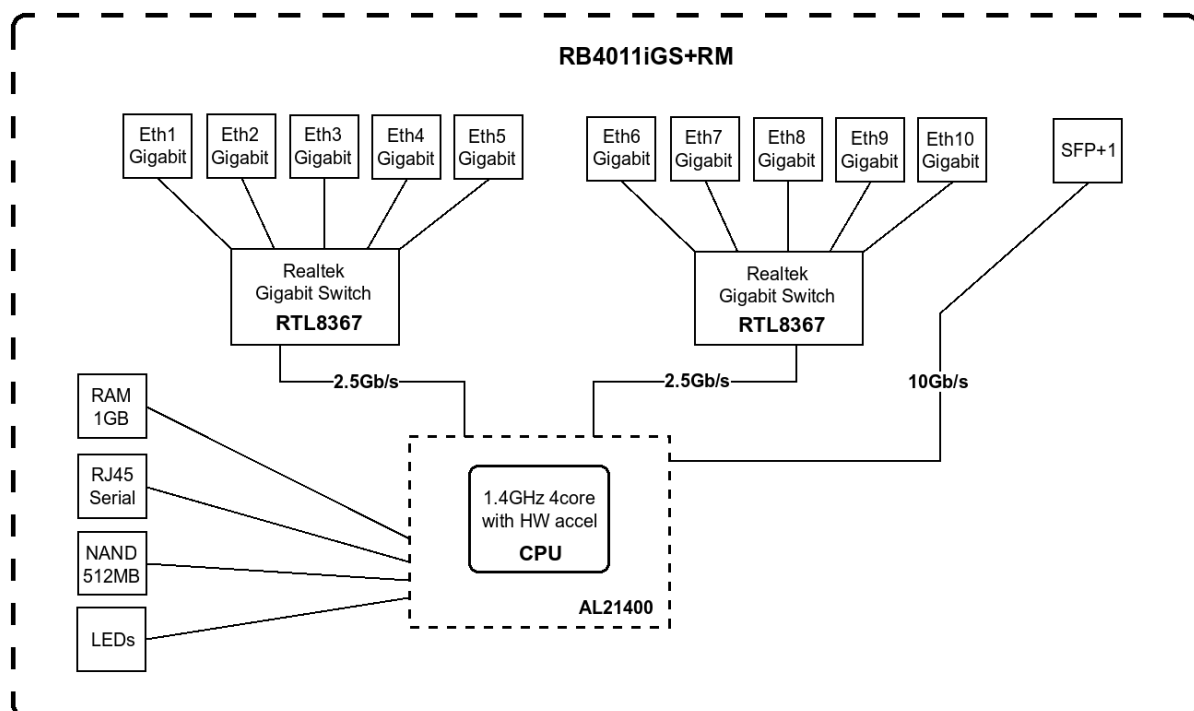 RB4011iGS+RM
Eth1
Gigabit
Eth2
Gigabit
Eth3
Gigabit
Eth4
Gigabit
Eth5
Gigabit
Eth6
Gigabit
Eth7
Gigabit
Eth8
Gigabit
Eth9
Gigabit
Eth10
Gigabit
SFP+1
Realtek
Gigabit Switch
RTL8367
Realtek
Gigabit Switch
RTL8367
2.5Gb/s
2.5Gb/s
10Gb/s
RAM
1GB
RJ45
Serial
NAND
512MB
LEDs
1.4GHz 4core
with HW accel
CPU
AL21400